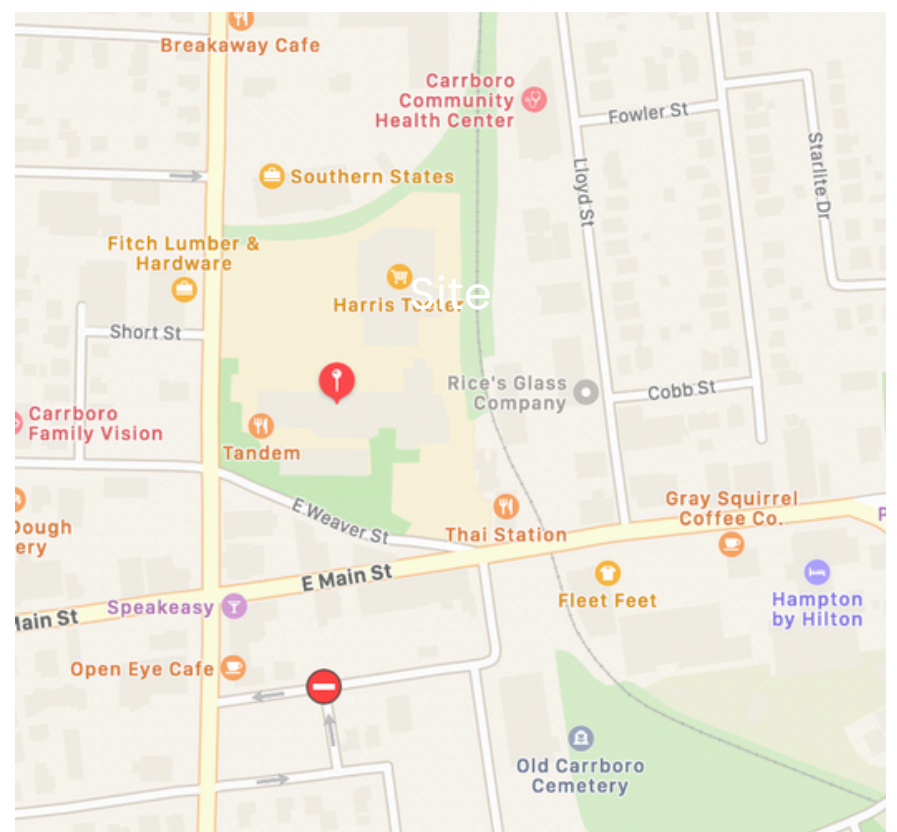 Breakaway Cafe
Carrboro
Community
Health Center
Fowler St
Southern States
Lloyd St
Starlite Dr
Fitch Lumber &
Hardware
Site
Harris Teeter
Short St
Rice's Glass
Company
Cobb St
Carrboro
Family Vision
Tandem
E Weaver St
Thai Station
Gray Squirrel
Coffee Co.
Dough
ery
P
E Main St
Fleet Feet
Hampton
by Hilton
Speakeasy
Main St
Open Eye Cafe
Old Carrboro
Cemetery